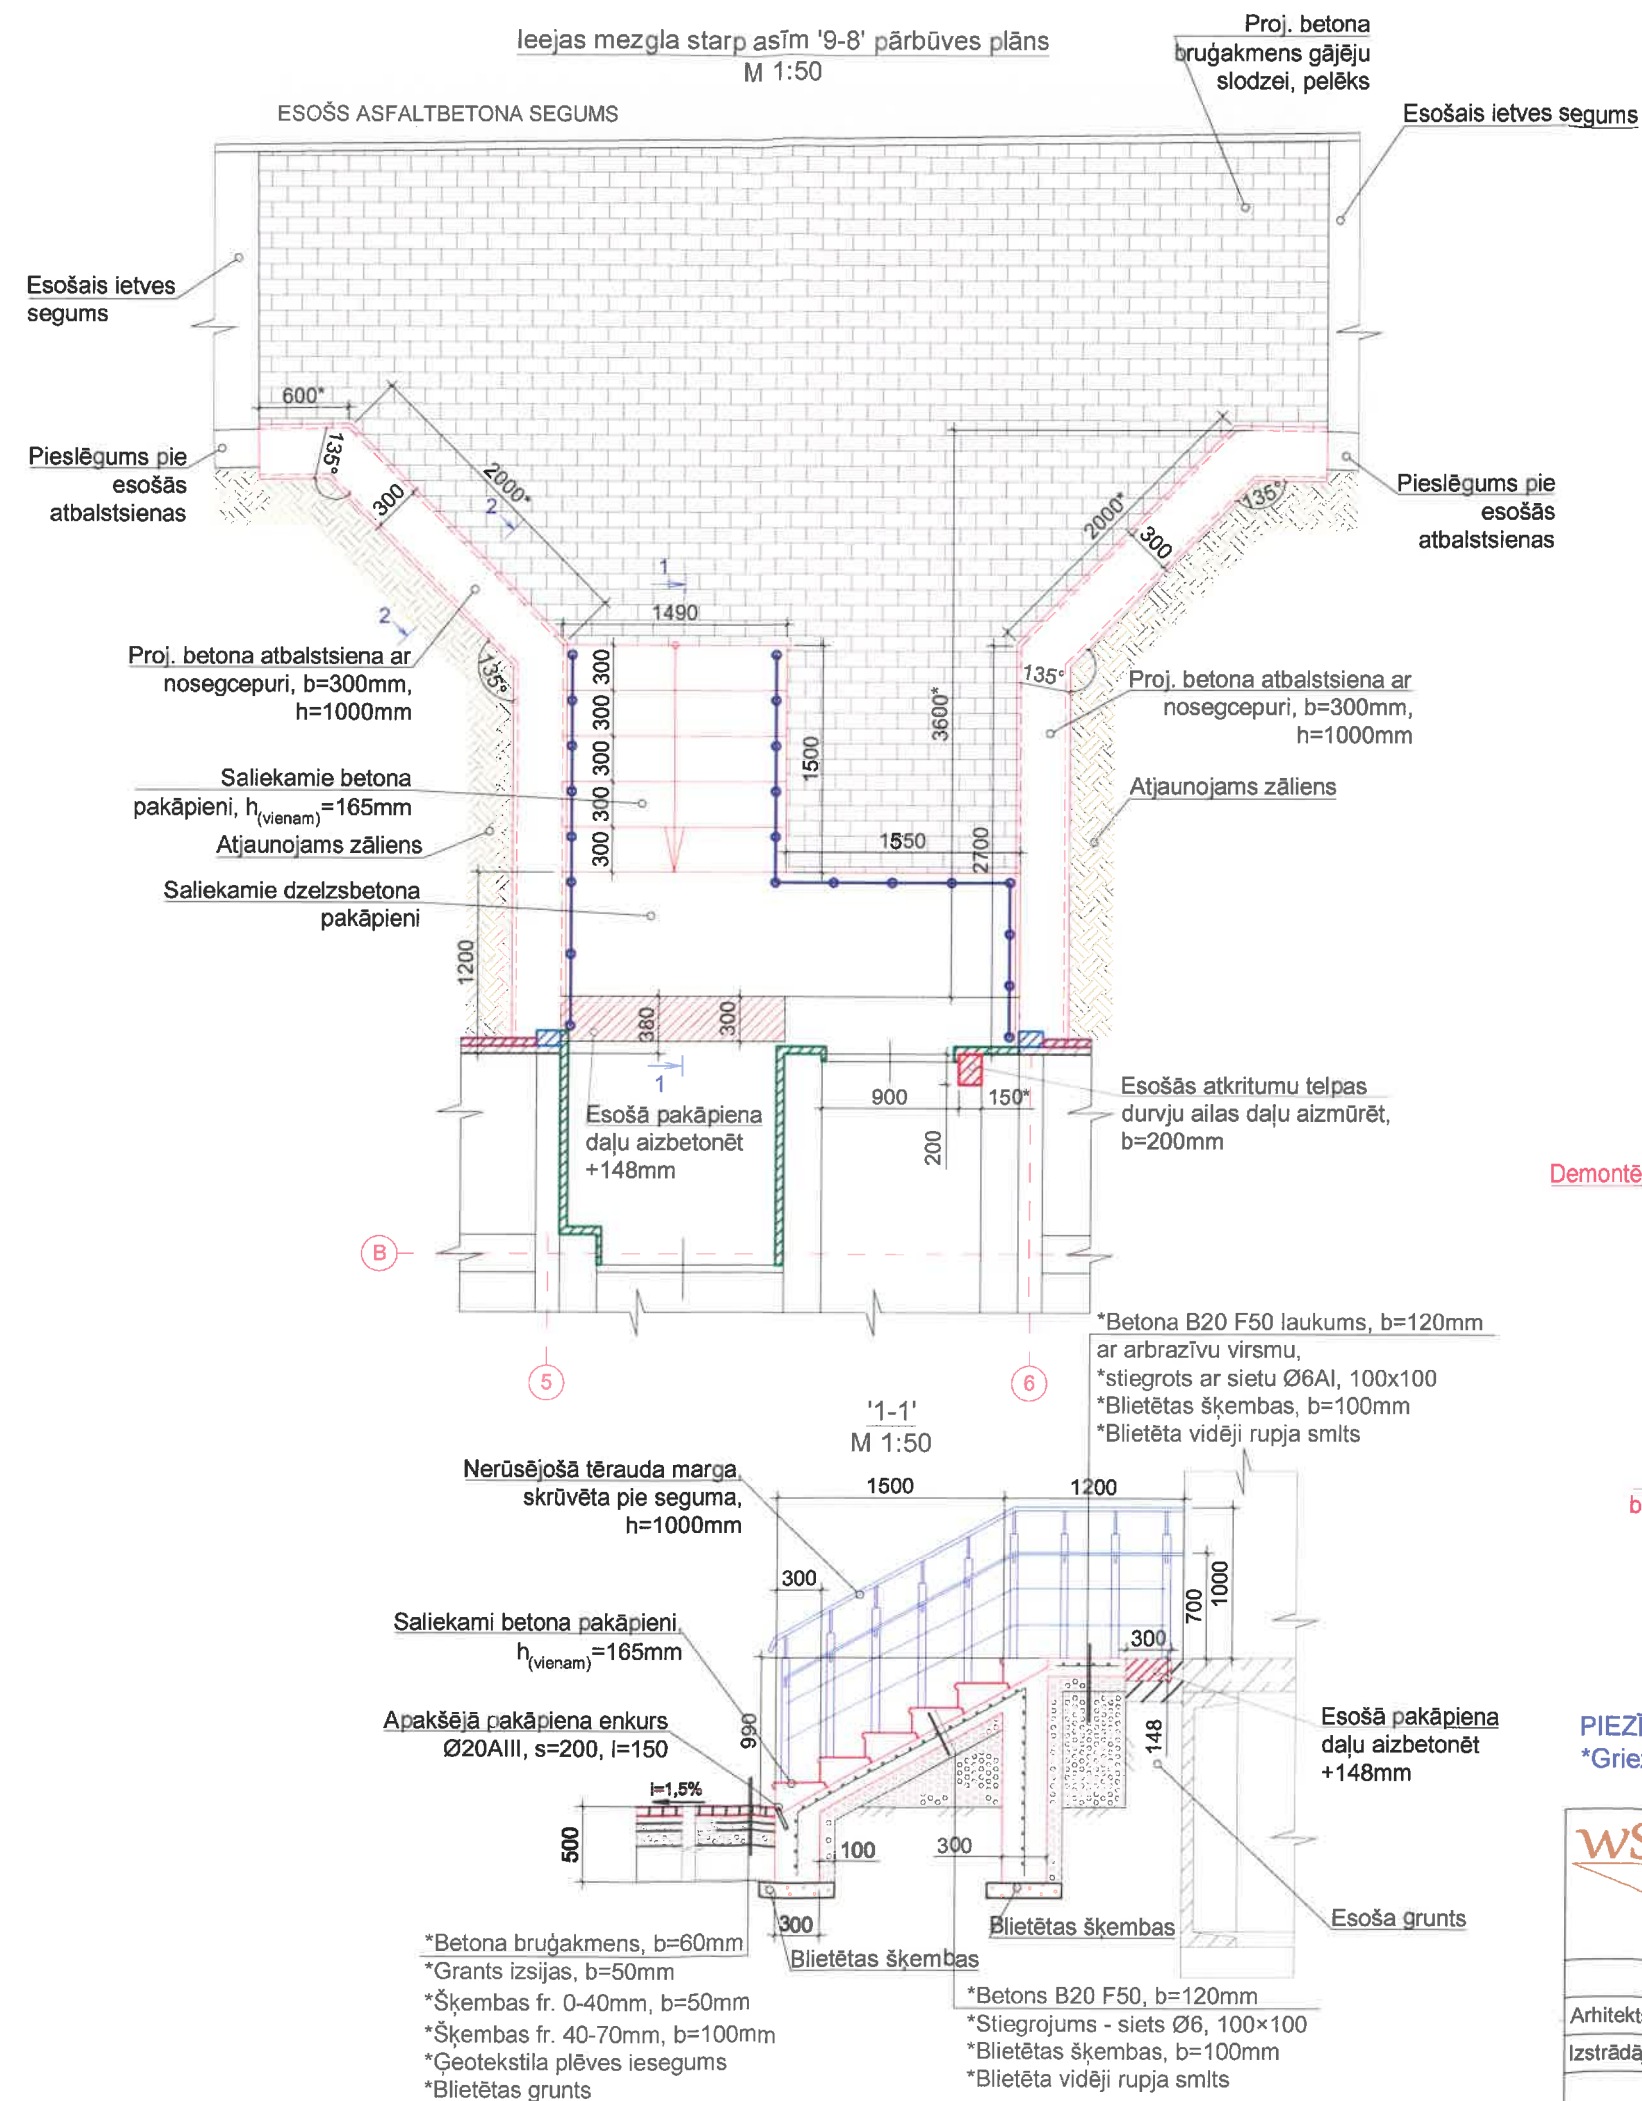 Ieejas mezgla starp asīm '9-8' pārbūves plāns
M 1:50
ESOŠS ASFALTBETONA SEGUMS
Proj. betona
bruģakmens gājēju
slodzei, pelēks
Esošais ietves segums
Esošais ietves
segums
600*
135°
300
2000*
2
2
Pieslēgums pie
esošās
atbalstsienas
2000*
300
135°
Pieslēgums pie
esošās
atbalstsienas
1
1490
Proj. betona atbalstsiena ar
nosegcepuri, b=300mm,
h=1000mm
135°
300
300
300
300
300
1500
3600*
2700
135°
Proj. betona atbalstsiena ar
nosegcepuri, b=300mm,
h=1000mm
Saliekamie betona
pakāpieni, h(vienam)=165mm
Atjaunojams zāliens
Atjaunojams zāliens
1550
Saliekamie dzelzsbetona
pakāpieni
1200
380
300
1
Esošā pakāpiena
daļu aizbetonēt
+148mm
900
150*
200
Esošās atkritumu telpas
durvju ailas daļu aizmūrēt,
b=200mm
Demontē
B
5
6
*Betona B20 F50 laukums, b=120mm
ar arbrazīvu virsmu,
*stiegrots ar sietu Ø6AI, 100x100
*Blietētas šķembas, b=100mm
*Blietēta vidēji rupja smilts
'1-1'
M 1:50
Nerūsējošā tērauda marga,
skrūvēta pie seguma,
h=1000mm
1500
1200
b
300
700
1000
Saliekami betona pakāpieni,
h(vienam)=165mm
300
990
Apakšējā pakāpiena enkurs
Ø20AIII, s=200, l=150
148
Esošā pakāpiena
daļu aizbetonēt
+148mm
PIEZĪ
*Grie
i=1,5%
500
100
300
300
Blietētas šķembas
Blietētas šķembas
Esoša grunts
WS
*Betona bruģakmens, b=60mm
*Grants izsijas, b=50mm
*Šķembas fr. 0-40mm, b=50mm
*Šķembas fr. 40-70mm, b=100mm
*Ģeotekstila plēves iesegums
*Blietētas grunts
*Betons B20 F50, b=120mm
*Stiegrojums - siets Ø6, 100×100
*Blietētas šķembas, b=100mm
*Blietēta vidēji rupja smilts
Arhitekt
Izstrādā